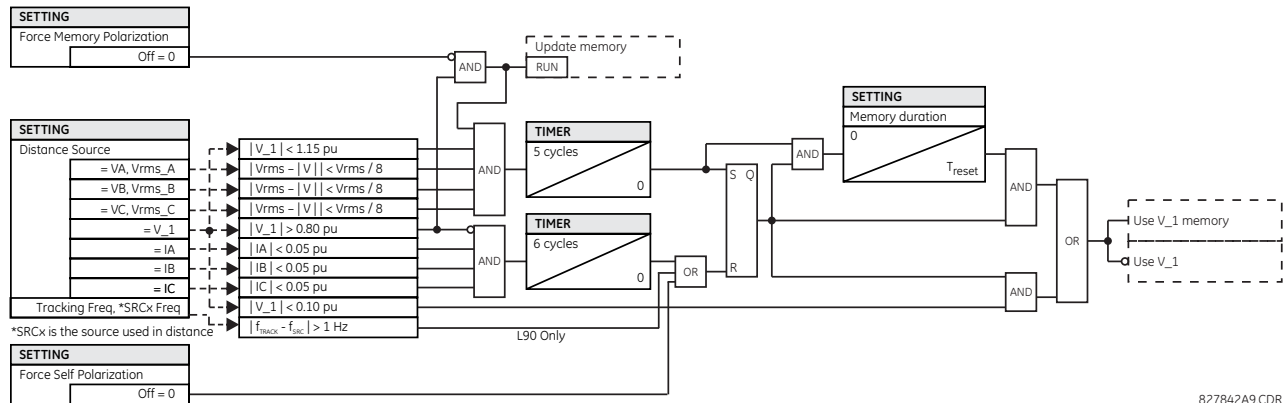 SETTING
Force Memory Polarization
Off = 0
AND
Update memory
RUN
SETTING
Distance Source
= VA, Vrms_A
= VB, Vrms_B
= VC, Vrms_C
= V_1
= IA
= IB
= IC
Tracking Freq, *SRCx Freq
*SRCx is the source used in distance
| V_1 | < 1.15 pu
| Vrms – | V | | < Vrms / 8
| Vrms – | V | | < Vrms / 8
| Vrms – | V | | < Vrms / 8
| V_1 | > 0.80 pu
| IA | < 0.05 pu
| IB | < 0.05 pu
| IC | < 0.05 pu
| V_1 | < 0.10 pu
| fTRACK - fSRC | > 1 Hz
L90 Only
AND
TIMER
5 cycles
0
AND
TIMER
6 cycles
0
OR
S Q
R
AND
SETTING
Memory duration
0
Treset
AND
AND
OR
Use V_1 memory
Use V_1
SETTING
Force Self Polarization
Off = 0
827842A9.CDR